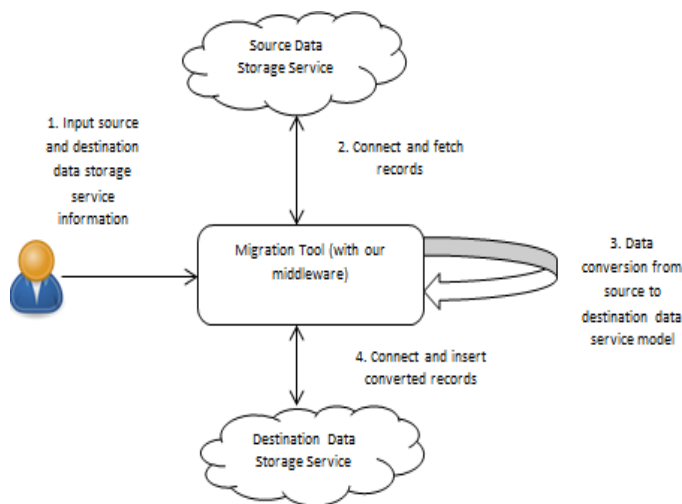 Source Data
Storage Service
1. Input source
and destination
data storage
service
information
2. Connect and fetch
records
Migration Tool (with our
middleware)
3. Data
conversion from
source to
destination data
service model
4. Connect and insert
converted records
Destination Data
Storage Service